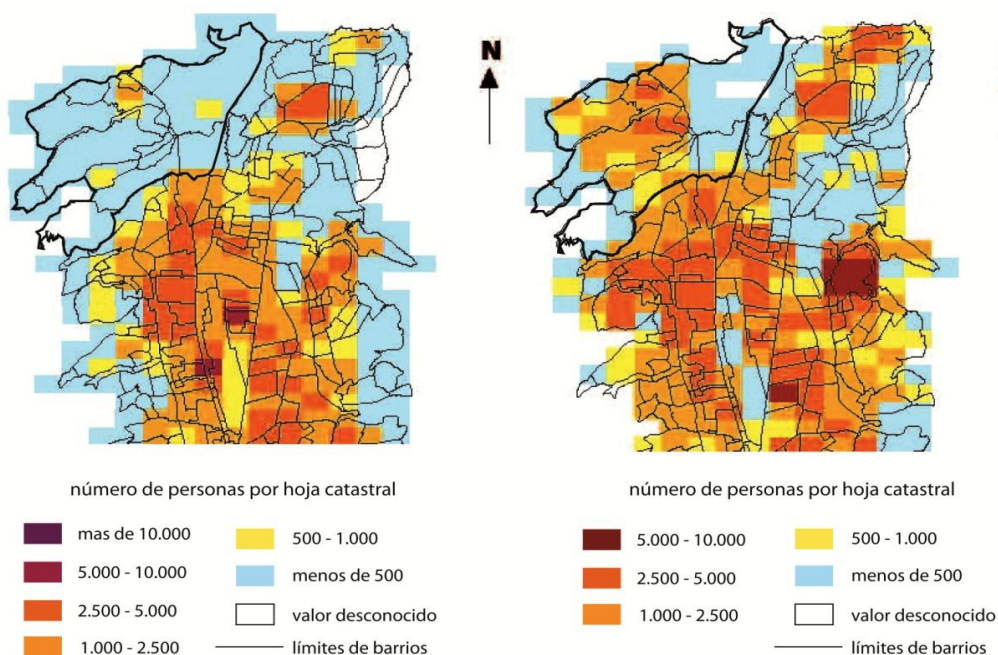 N
número de personas por hoja catastral
mas de 10.000
5.000 - 10.000
2.500 - 5.000
1.000 - 2.500
500 - 1.000
menos de 500
valor desconocido
límites de barrios
número de personas por hoja catastral
5.000 - 10.000
2.500 - 5.000
1.000 - 2.500
500 - 1.000
menos de 500
valor desconocido
límites de barrios